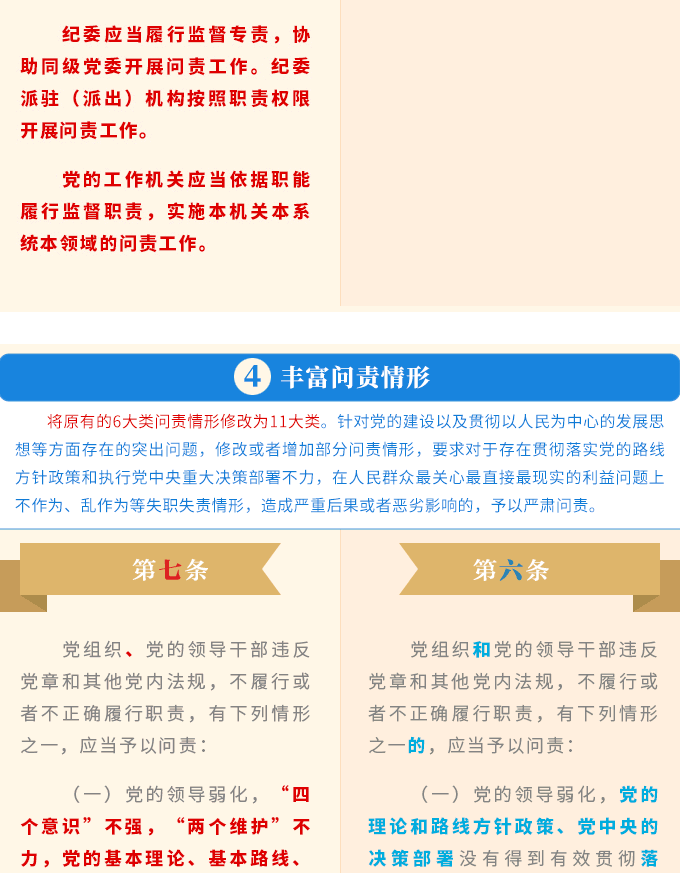 纪委应当履行监督专责，协
助同级党委开展问责工作。纪委
派驻（派出）机构按照职责权限
开展问责工作。
党的工作机关应当依据职能
履行监督职责，实施本机关本系
统本领域的问责工作。
4 丰富问责情形
将原有的6大类问责情形修改为11大类。针对党的建设以及贯彻以人民为中心的发展思
想等方面存在的突出问题，修改或者增加部分问责情形，要求对于存在贯彻落实党的路线
方针政策和执行党中央重大决策部署不力，在人民群众最关心最直接最现实的利益问题上
不作为、乱作为等失职失责情形，造成严重后果或者恶劣影响的，予以严肃问责。
第七条
党组织、党的领导干部违反
党章和其他党内法规，不履行或
者不正确履行职责，有下列情形
之一，应当予以问责：
（一）党的领导弱化，“四
个意识”不强，“两个维护”不
力，党的基本理论、基本路线、
第六条
党组织和党的领导干部违反
党章和其他党内法规，不履行或
者不正确履行职责，有下列情形
之一的，应当予以问责：
（一）党的领导弱化，党的
理论和路线方针政策、党中央的
决策部署没有得到有效贯彻落